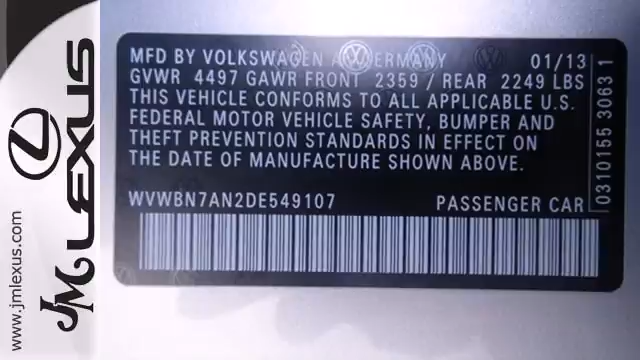 MFD BY VOLKSWAGEN A GERMANY 01/13
GVWR 4497 GAWR FRONT 2359 / REAR 2249 LBS
THIS VEHICLE CONFORMS TO ALL APPLICABLE U.S.
FEDERAL MOTOR VEHICLE SAFETY, BUMPER AND
THEFT PREVENTION STANDARDS IN EFFECT ON
THE DATE OF MANUFACTURE SHOWN ABOVE.
WVWBN7AN2DE549107 PASSENGER CAR
0310155 3063 1
JM LEXUS
www.jmlexus.com